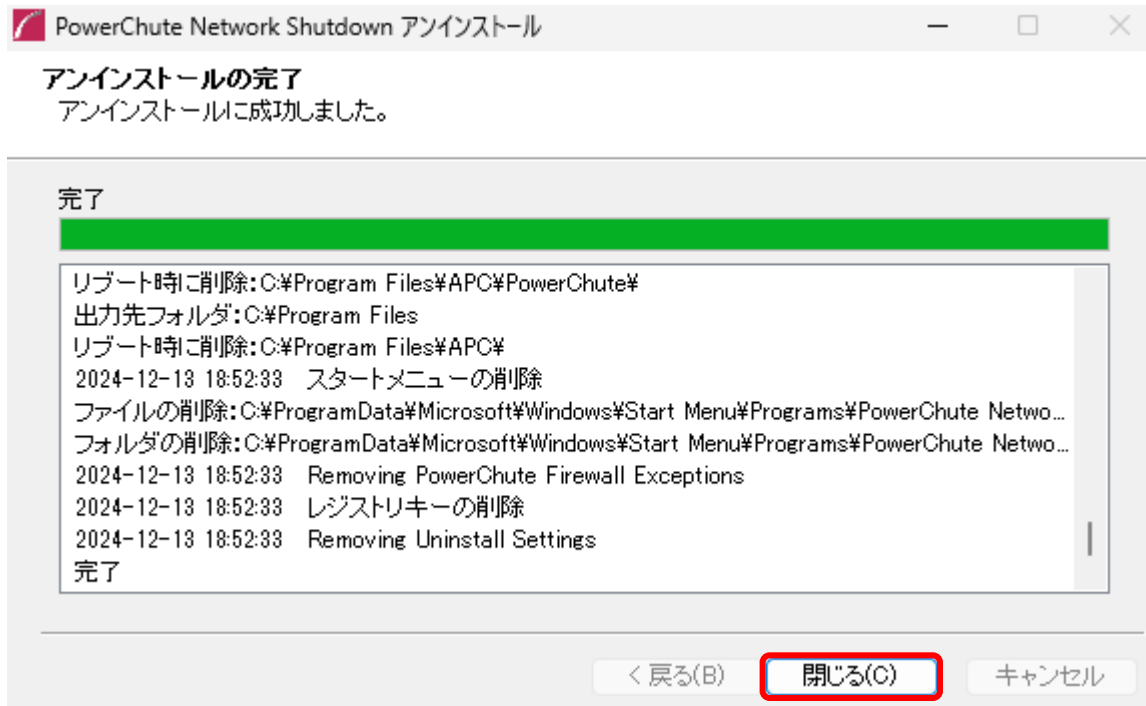 PowerChute Network Shutdown アンインストール
アンインストールの完了
アンインストールに成功しました。
完了
リブート時に削除:C:¥Program Files¥APC¥PowerChute¥
出力先フォルダ:C:¥Program Files
リブート時に削除:C:¥Program Files¥APC¥
2024-12-13 18:52:33 スタートメニューの削除
ファイルの削除:C:¥ProgramData¥Microsoft¥Windows¥Start Menu¥Programs¥PowerChute Netwo...
フォルダの削除:C:¥ProgramData¥Microsoft¥Windows¥Start Menu¥Programs¥PowerChute Netwo...
2024-12-13 18:52:33 Removing PowerChute Firewall Exceptions
2024-12-13 18:52:33 レジストリキーの削除
2024-12-13 18:52:33 Removing Uninstall Settings
完了
< 戻る(B) 閉じる(C) キャンセル